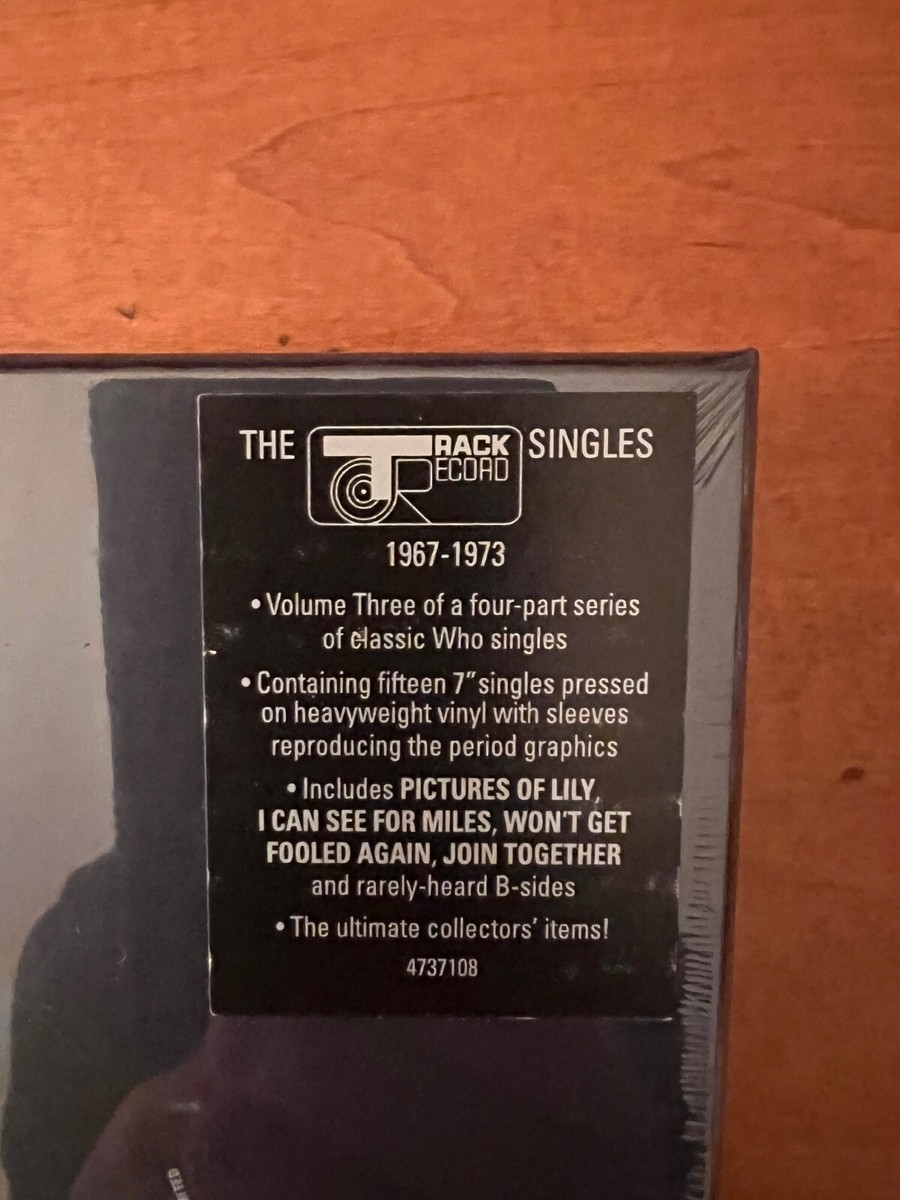 THE TRACK RECORD SINGLES
1967-1973
• Volume Three of a four-part series
of classic Who singles
• Containing fifteen 7" singles pressed
on heavyweight vinyl with sleeves
reproducing the period graphics
• Includes PICTURES OF LILY,
I CAN SEE FOR MILES, WON'T GET
FOOLED AGAIN, JOIN TOGETHER
and rarely-heard B-sides
• The ultimate collectors' items!
4737108